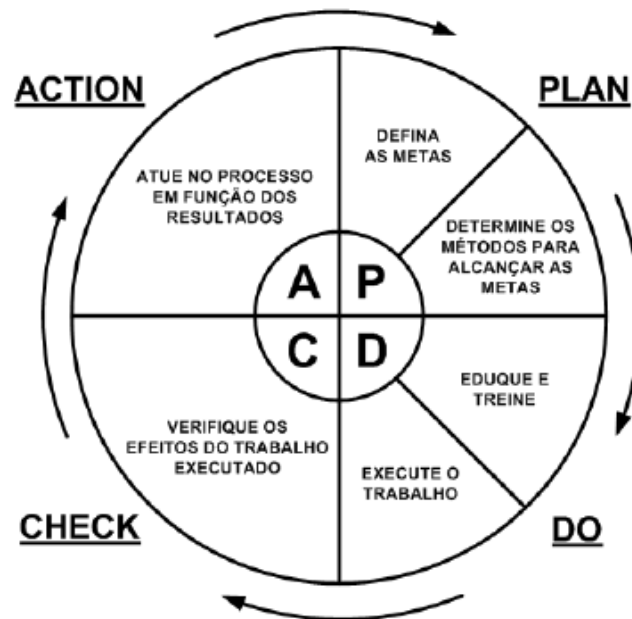 ACTION
PLAN
DEFINA
AS METAS
ATUE NO PROCESSO
EM FUNÇÃO DOS
RESULTADOS
DETERMINE OS
MÉTODOS PARA
ALCANÇAR AS
METAS
A P
C D
EDUQUE E
TREINE
VERIFIQUE OS
EFEITOS DO TRABALHO
EXECUTADO
EXECUTE O
TRABALHO
CHECK
DO